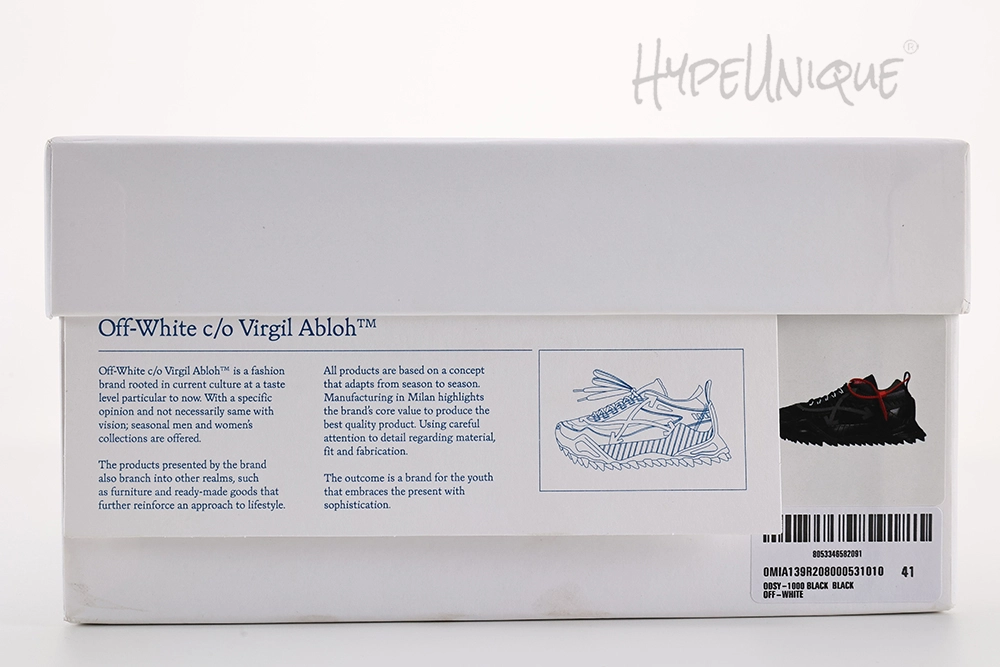 HYPEUNIQUE®
Off-White c/o Virgil Abloh™
Off-White c/o Virgil Abloh™ is a fashion
brand rooted in current culture at a taste
level particular to now. With a specific
opinion and not necessarily same with
vision; seasonal men and women's
collections are offered.
The products presented by the brand
also branch into other realms, such
as furniture and ready-made goods that
further reinforce an approach to lifestyle.
All products are based on a concept
that adapts from season to season.
Manufacturing in Milan highlights
the brand's core value to produce the
best quality product. Using careful
attention to detail regarding material,
fit and fabrication.
The outcome is a brand for the youth
that embraces the present with
sophistication.
8053346582091
OMIA139R208000531010 41
ODSY-1000 BLACK BLACK
OFF-WHITE